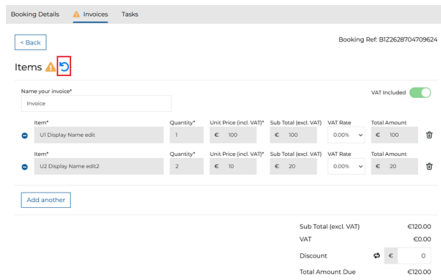 Booking Details Invoices Tasks
< Back Booking Ref: B1Z2628704709624
Items
Name your invoice* VAT Included
Invoice
Item* Quantity* Unit Price (incl. VAT)* Sub Total (excl. VAT) VAT Rate Total Amount
U1 Display Name edit 1 € 100 € 100 0.00% € 100
Item* Quantity* Unit Price (incl. VAT)* Sub Total (excl. VAT) VAT Rate Total Amount
U2 Display Name edit2 2 € 10 € 20 0.00% € 20
Add another
Sub Total (excl. VAT) €120.00
VAT €0.00
Discount € 0
Total Amount Due €120.00